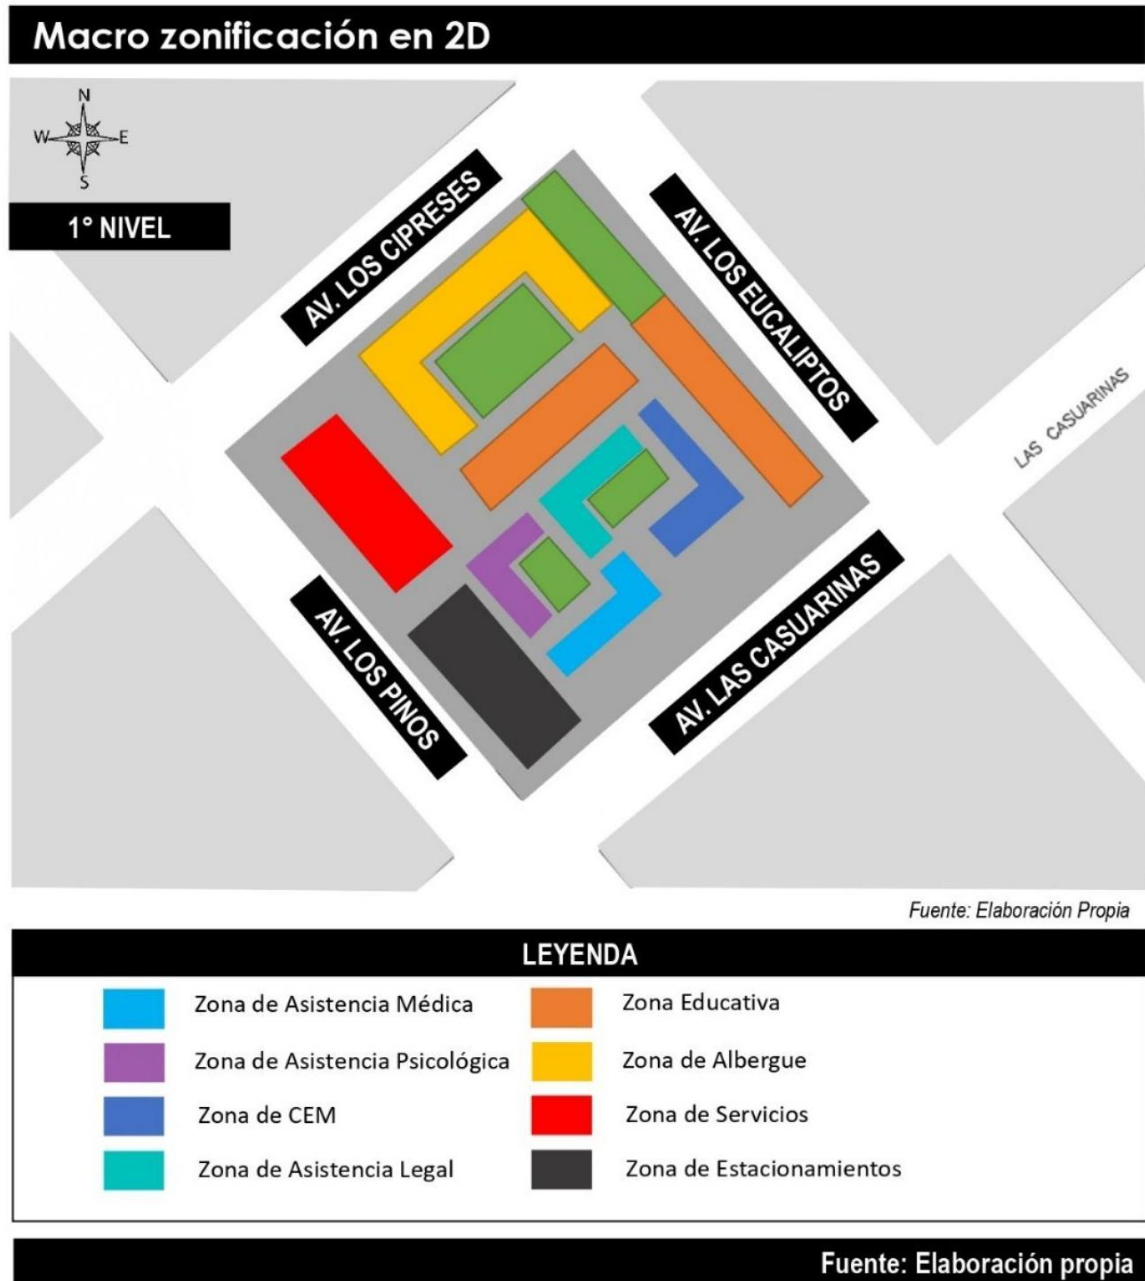 Macro zonificación en 2D
N
W E
S
1° NIVEL
AV. LOS CIPRESES
AV. LOS EUCALIPTOS
LAS CASUARINAS
AV. LOS PINOS
AV. LAS CASUARINAS
Fuente: Elaboración Propia
LEYENDA
Zona de Asistencia Médica
Zona de Asistencia Psicológica
Zona de CEM
Zona de Asistencia Legal
Zona Educativa
Zona de Albergue
Zona de Servicios
Zona de Estacionamientos
Fuente: Elaboración propia